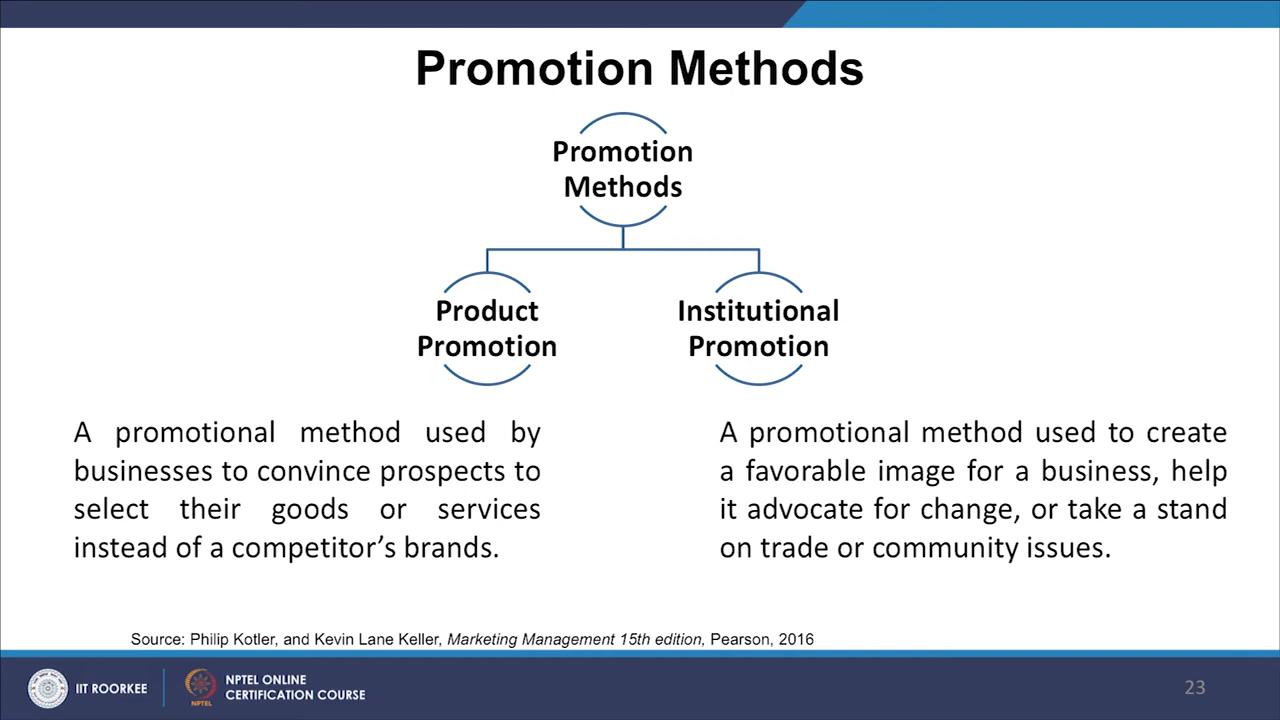 Promotion Methods
Promotion
Methods
Product
Promotion
Institutional
Promotion
A promotional method used by
businesses to convince prospects to
select their goods or services
instead of a competitor’s brands.
A promotional method used to create
a favorable image for a business, help
it advocate for change, or take a stand
on trade or community issues.
Source: Philip Kotler, and Kevin Lane Keller, Marketing Management 15th edition, Pearson, 2016
IIT ROORKEE
NPTEL
NPTEL ONLINE
CERTIFICATION COURSE
23